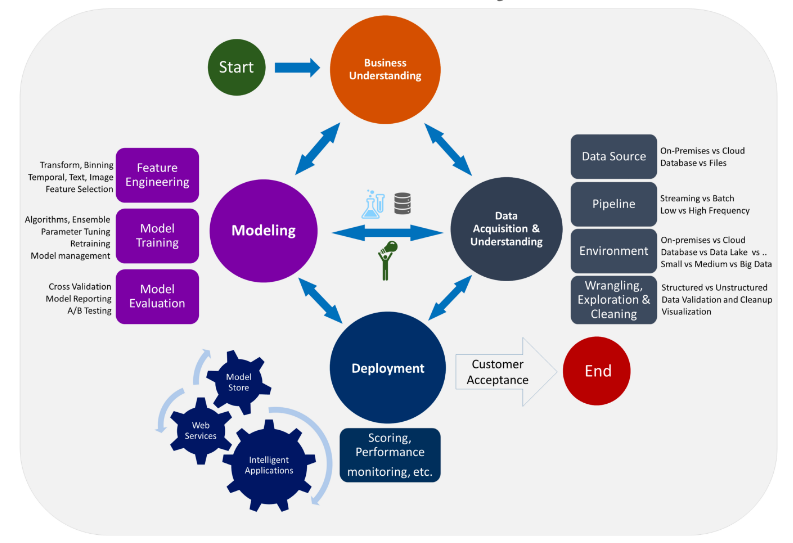 Start
Business
Understanding
Transform, Binning
Temporal, Text, Image
Feature Selection
Feature
Engineering
Algorithms, Ensemble
Parameter Tuning
Retraining
Model management
Model
Training
Cross Validation
Model Reporting
A/B Testing
Model
Evaluation
Modeling
Data
Acquisition &
Understanding
Data Source
On-Premises vs Cloud
Database vs Files
Pipeline
Streaming vs Batch
Low vs High Frequency
Environment
On-premises vs Cloud
Database vs Data Lake vs ..
Small vs Medium vs Big Data
Wrangling,
Exploration &
Cleaning
Structured vs Unstructured
Data Validation and Cleanup
Visualization
Deployment
Customer
Acceptance
End
Scoring,
Performance
monitoring, etc.
Model
Store
Web
Services
Intelligent
Applications